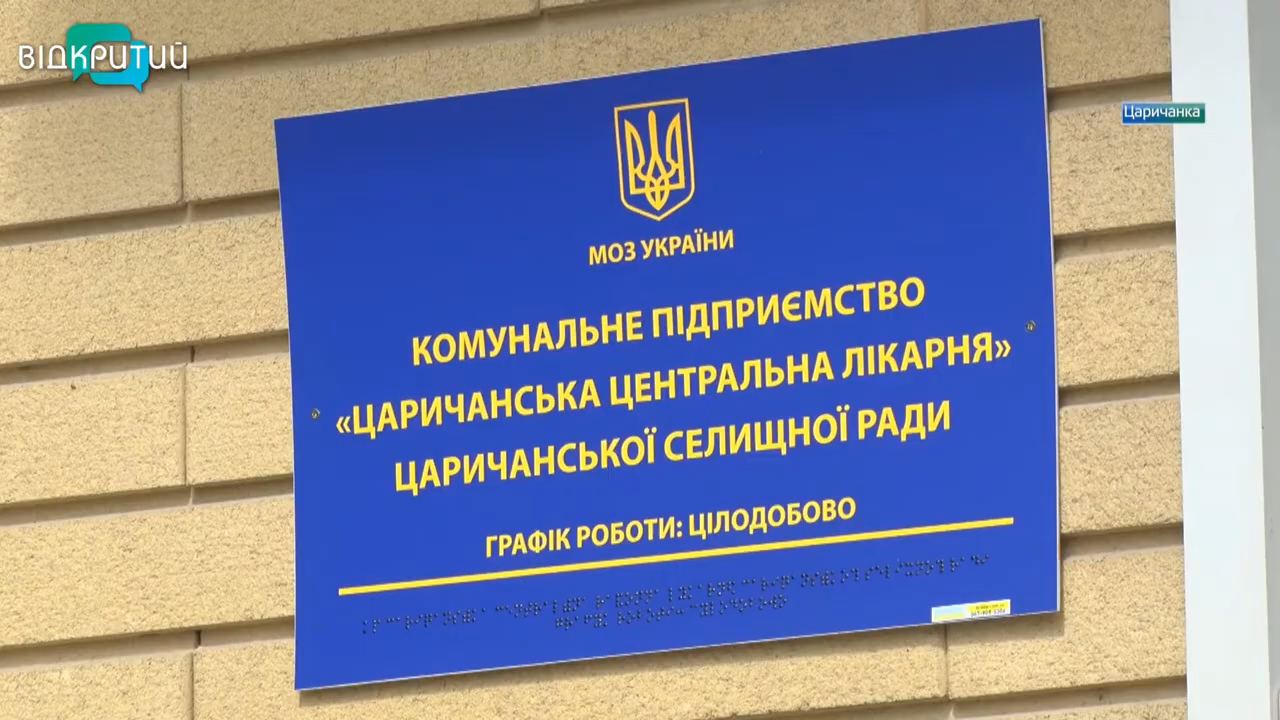 ВІДКРИТИЙ
Царичанка
МОЗ УКРАЇНИ
КОМУНАЛЬНЕ ПІДПРИЄМСТВО
«ЦАРИЧАНСЬКА ЦЕНТРАЛЬНА ЛІКАРНЯ»
ЦАРИЧАНСЬКОЇ СЕЛИЩНОЇ РАДИ
ГРАФІК РОБОТИ: ЦІЛОДОБОВО